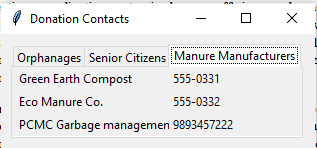 Donation Contacts
Orphanages Senior Citizens Manure Manufacturers
Green Earth Compost 555-0331
Eco Manure Co. 555-0332
PCMC Garbage managemen 9893457222